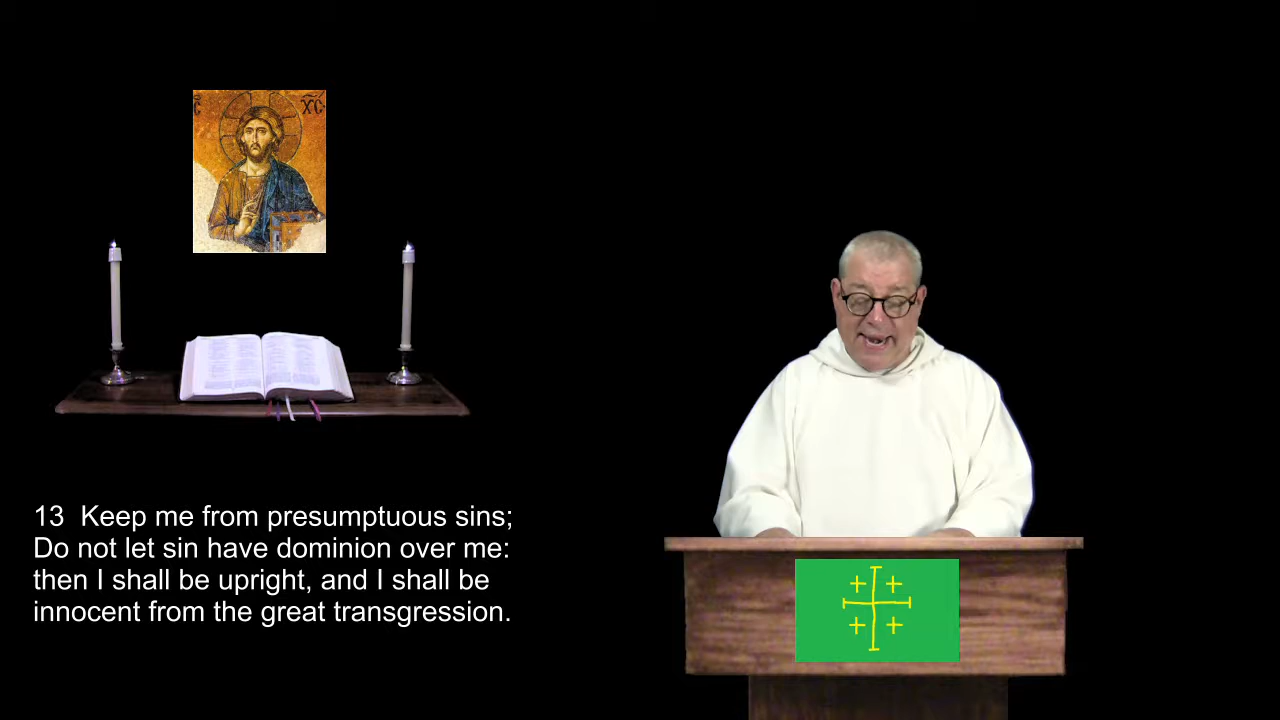 ΧC
13 Keep me from presumptuous sins;
Do not let sin have dominion over me:
then I shall be upright, and I shall be
innocent from the great transgression.